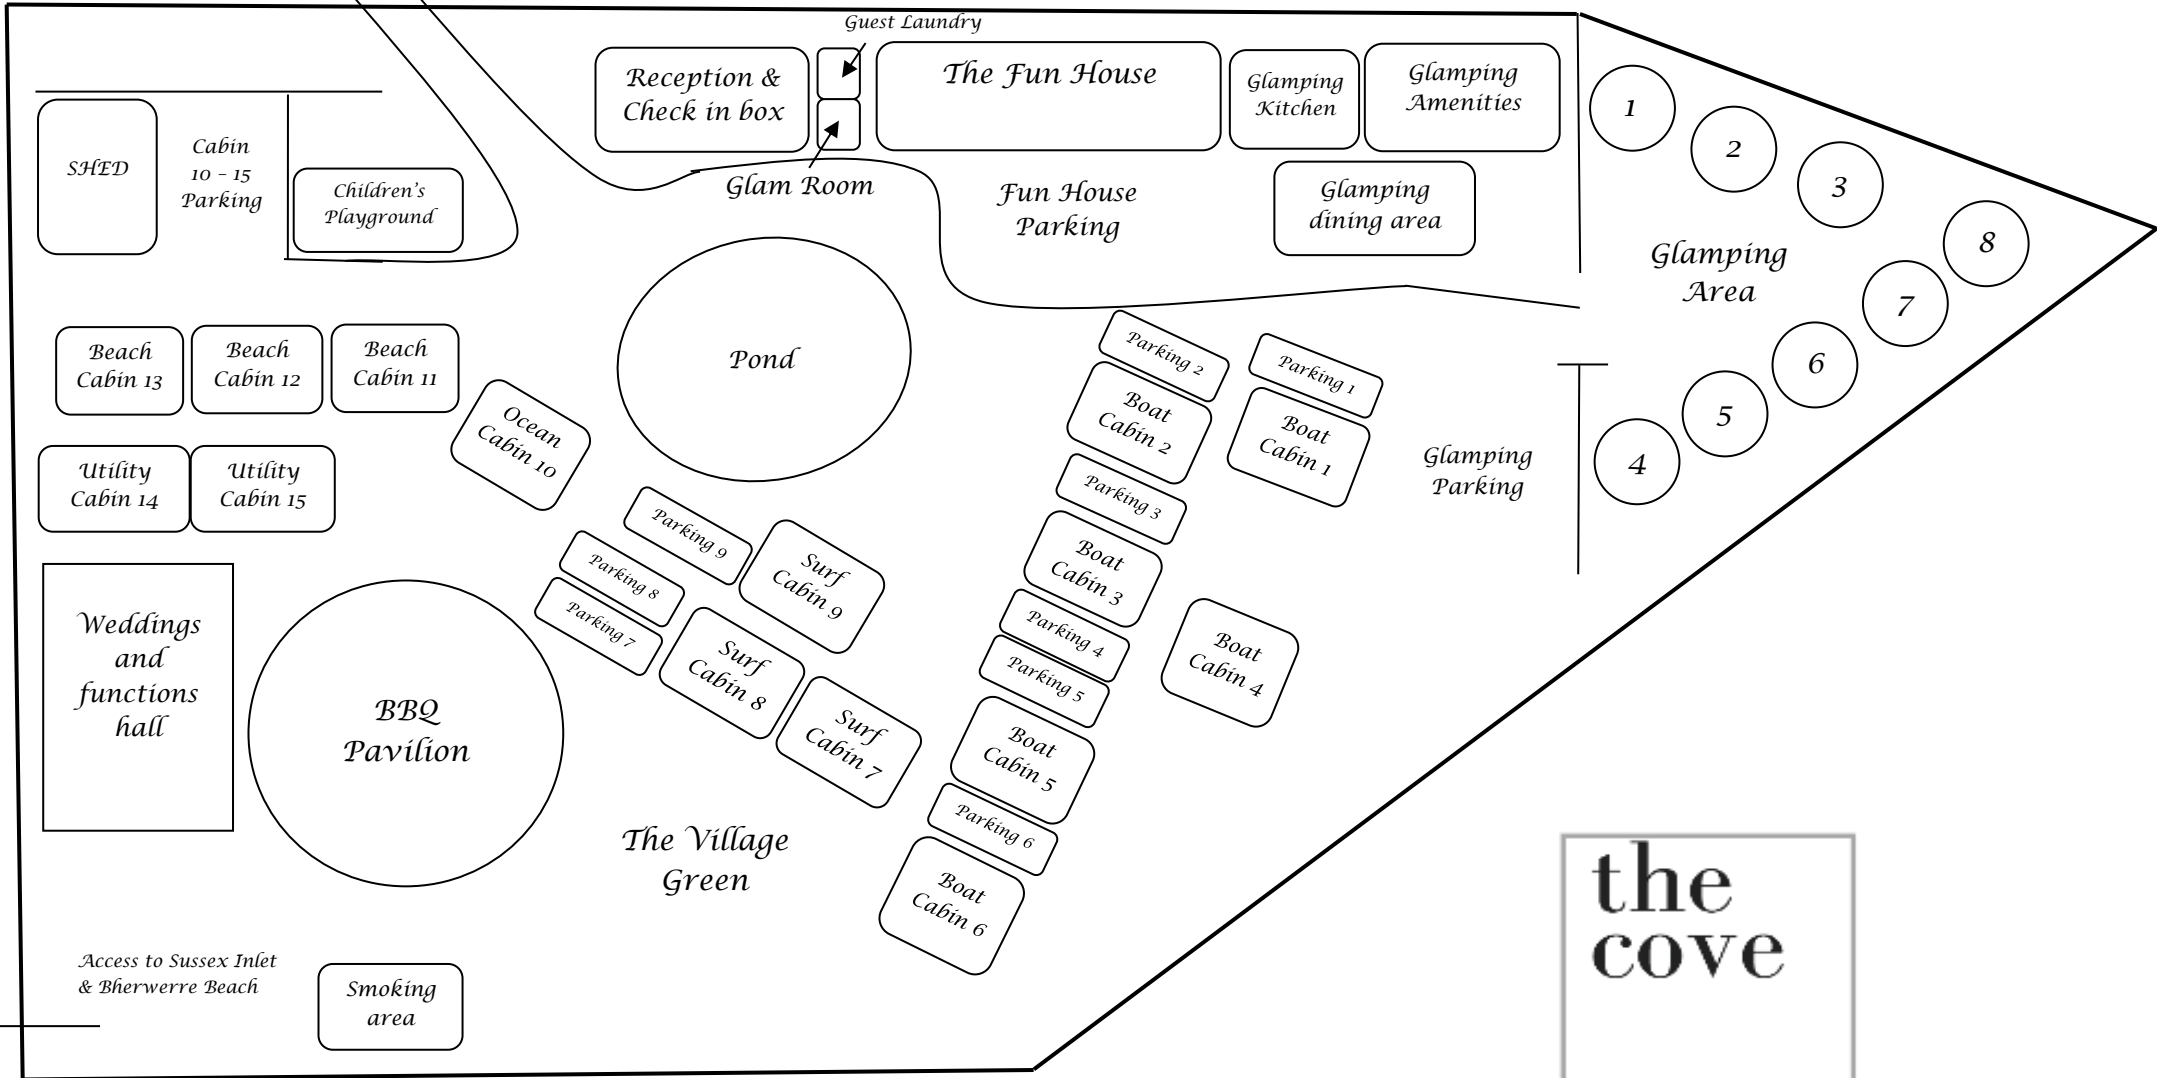 Guest Laundry
Reception &
Check in box
The Fun House
Glamping
Kitchen
Glamping
Amenities
1
2
3
8
7
6
5
4
Glamping
Area
SHED
Cabin
10 – 15
Parking
Children's
Playground
Glam Room
Fun House
Parking
Glamping
dining area
Pond
Beach
Cabin 13
Beach
Cabin 12
Beach
Cabin 11
Ocean
Cabin 10
Utility
Cabin 14
Utility
Cabin 15
Parking 2
Boat
Cabin 2
Parking 1
Boat
Cabin 1
Glamping
Parking
Parking 3
Boat
Cabin 3
Parking 4
Boat
Cabin 4
Parking 5
Boat
Cabin 5
Parking 6
Boat
Cabin 6
Parking 9
Surf
Cabin 9
Parking 8
Parking 7
Surf
Cabin 8
Surf
Cabin 7
Weddings
and
functions
hall
BBQ
Pavilion
The Village
Green
Access to Sussex Inlet
& Bherwerre Beach
Smoking
area
the
cove